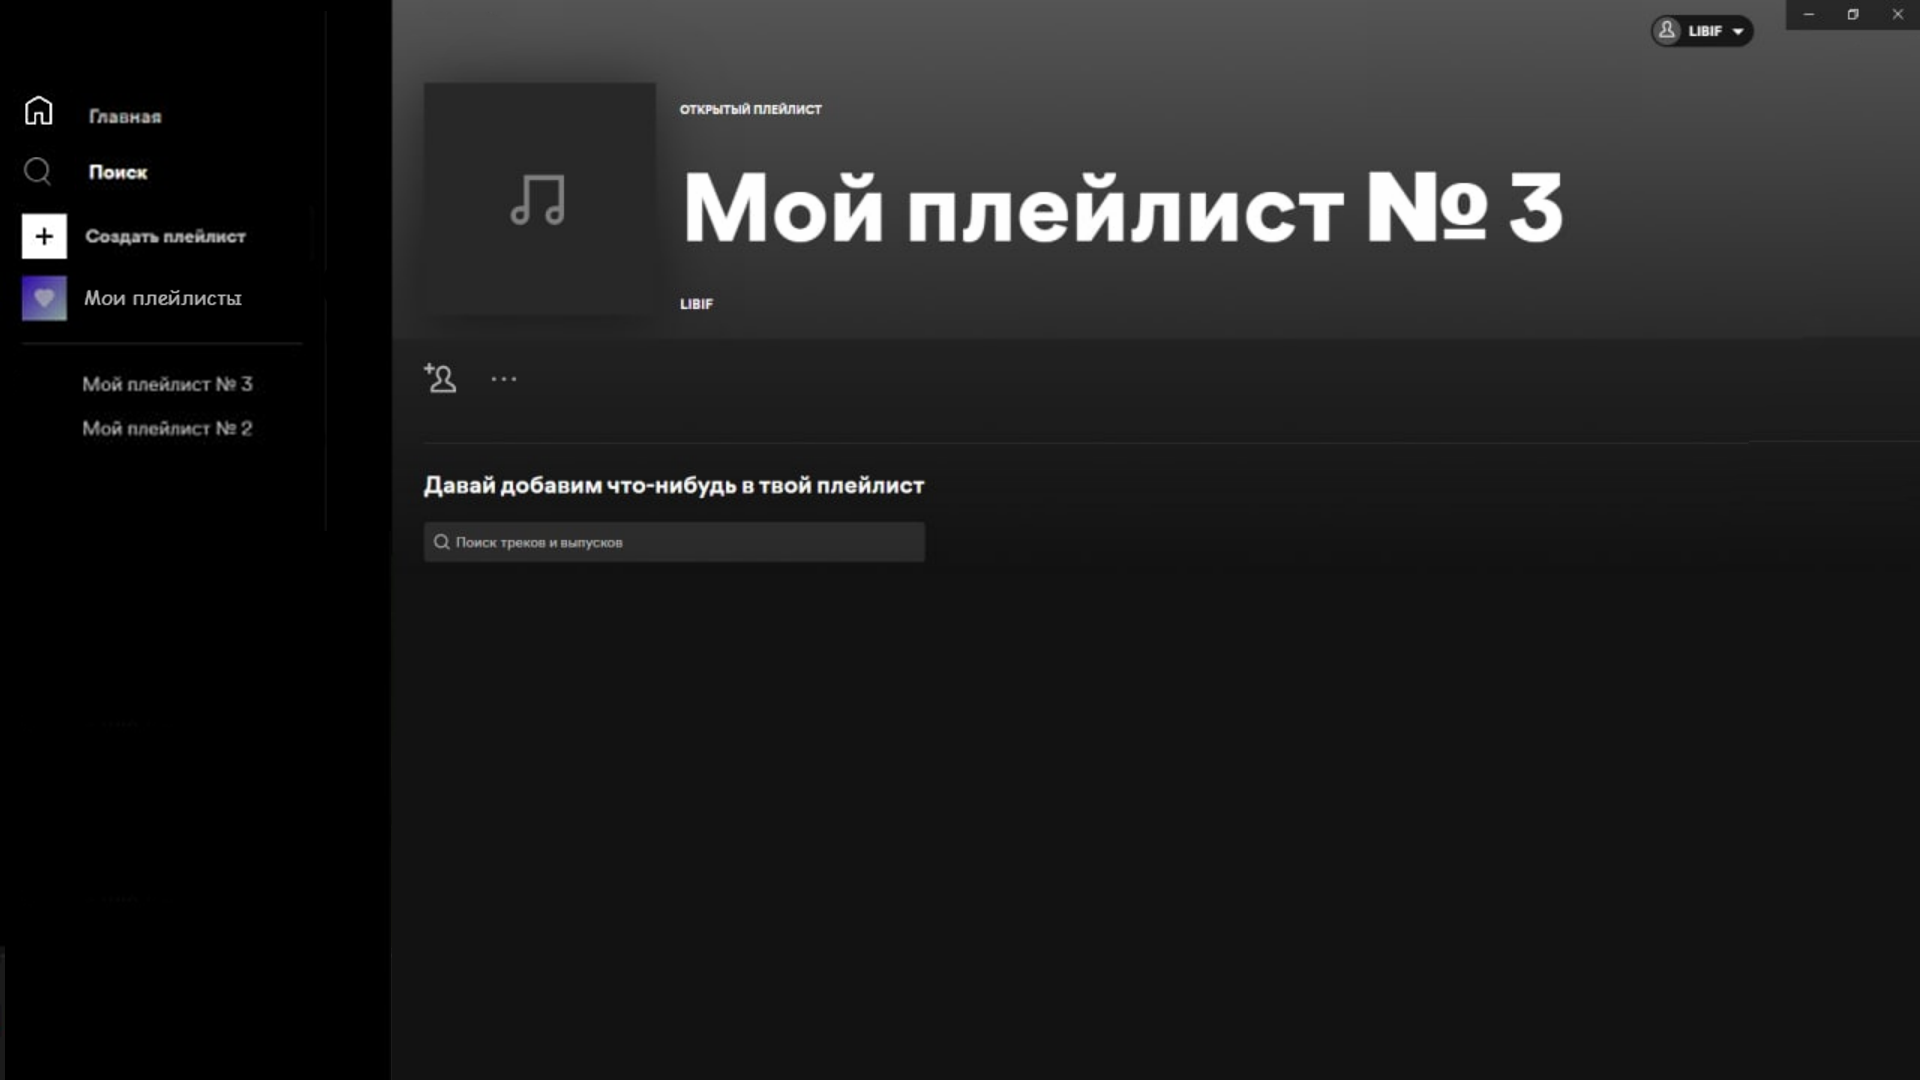 Главная
Поиск
Создать плейлист
Мои плейлисты
Мой плейлист № 3
Мой плейлист № 2
LIBIF
ОТКРЫТЫЙ ПЛЕЙЛИСТ
Мой плейлист № 3
LIBIF
Давай добавим что-нибудь в твой плейлист
Поиск треков и выпусков